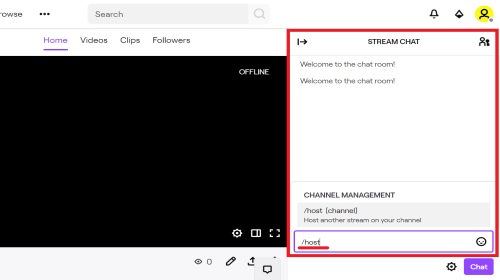 rowse ••• Search
Home Videos Clips Followers
STREAM CHAT
Welcome to the chat room!
Welcome to the chat room!
OFFLINE
CHANNEL MANAGEMENT
/host [channel]
Host another stream on your channel
/host
0
Chat